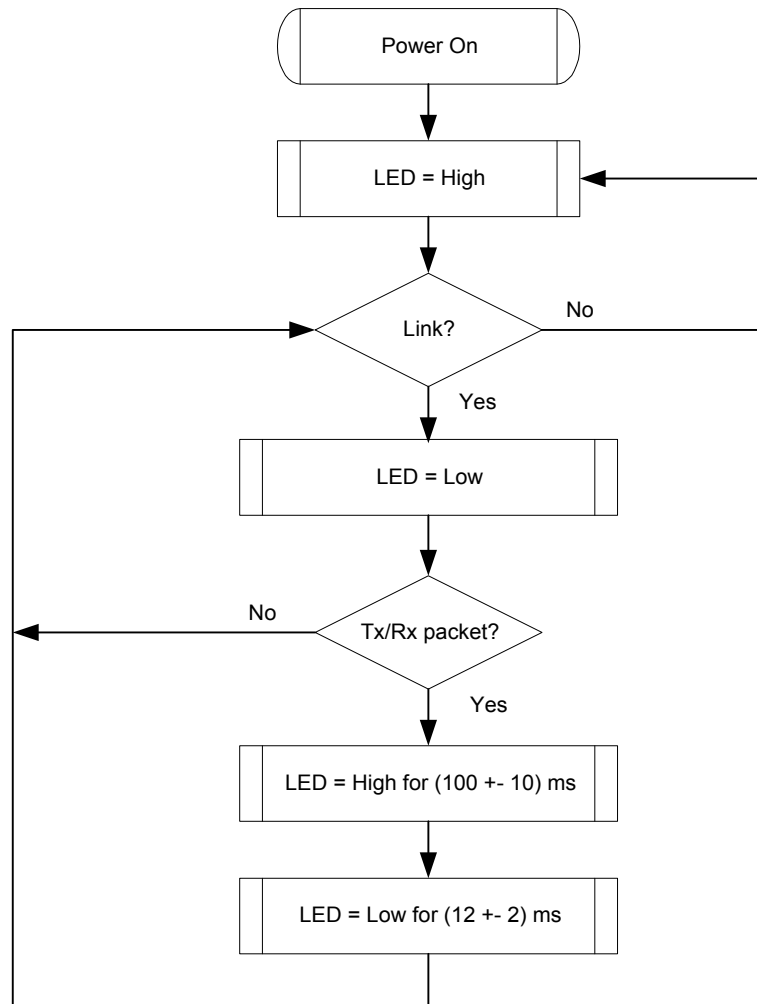 Power On
LED = High
Link?
No
Yes
LED = Low
No
Tx/Rx packet?
Yes
LED = High for (100 +- 10) ms
LED = Low for (12 +- 2) ms